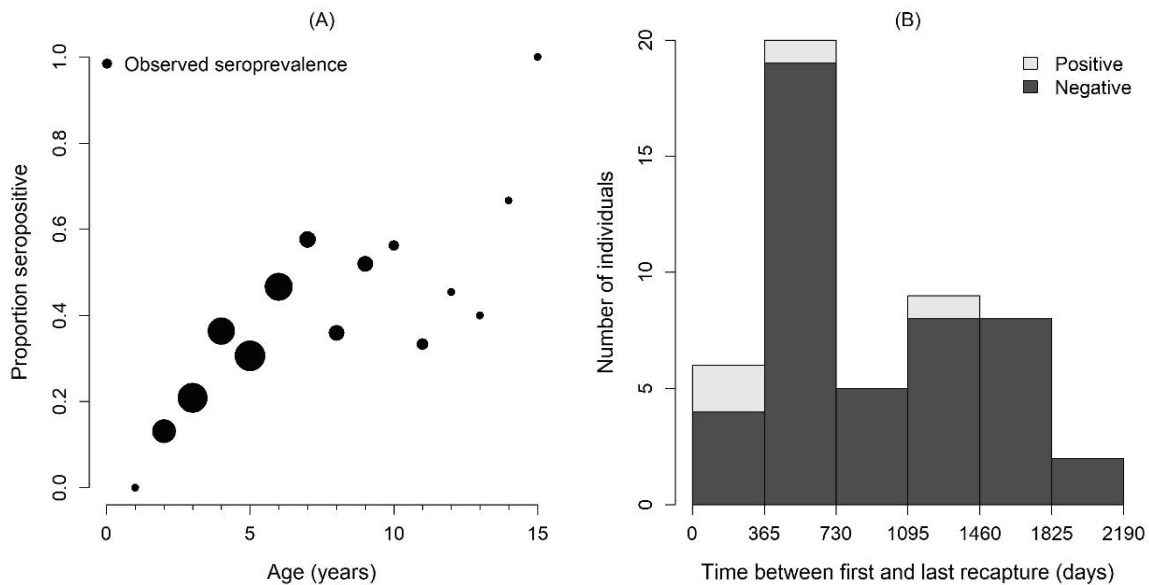 (A)
Observed seroprevalence
Proportion seropositive
1.0
0.8
0.6
0.4
0.2
0.0
0 5 10 15
Age (years)
(B)
Positive
Negative
Number of individuals
20
15
10
5
0
0 365 730 1095 1460 1825 2190
Time between first and last recapture (days)